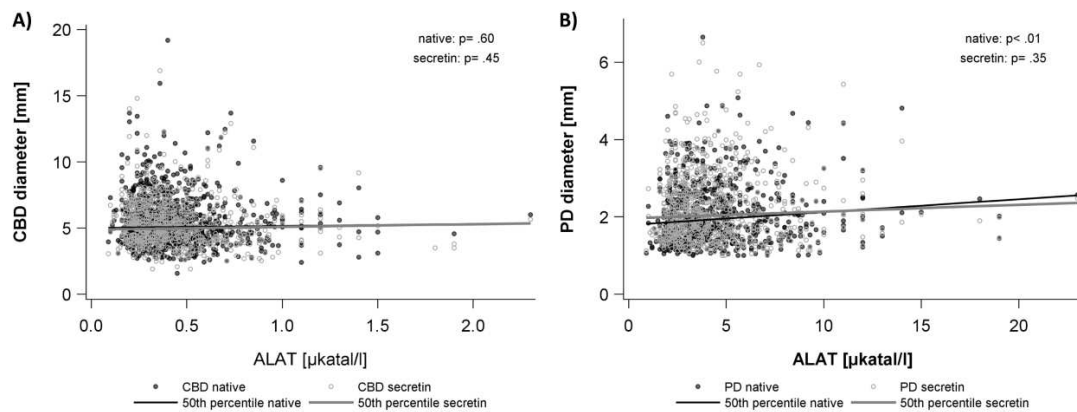 A)
native: p= .60
secretin: p= .45
CBD diameter [mm]
20
15
10
5
0
0.0 0.5 1.0 1.5 2.0
ALAT [µkatal/l]
CBD native CBD secretin
50th percentile native 50th percentile secretin
B)
native: p< .01
secretin: p= .35
PD diameter [mm]
6
4
2
0
0 5 10 15 20
ALAT [µkatal/l]
PD native PD secretin
50th percentile native 50th percentile secretin